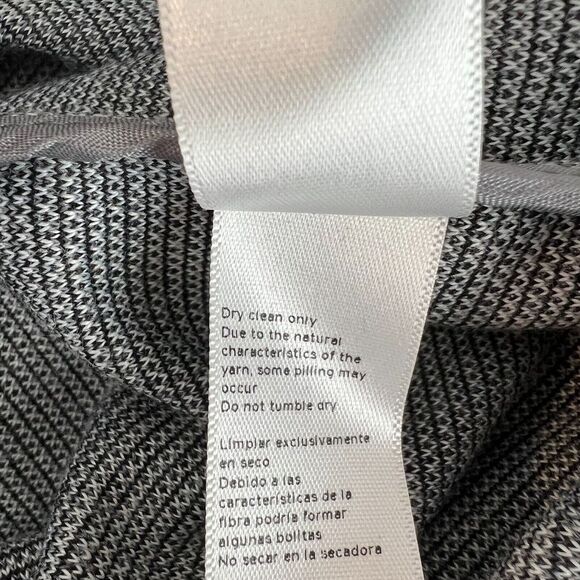 Dry clean only
Due to the natural
characteristics of the
yarn, some pilling may
occur
Do not tumble dry
Limpiar exclusivamente
en seco
Debido a las
características de la
fibra podría formar
algunas bolitas
No secar en la secadora